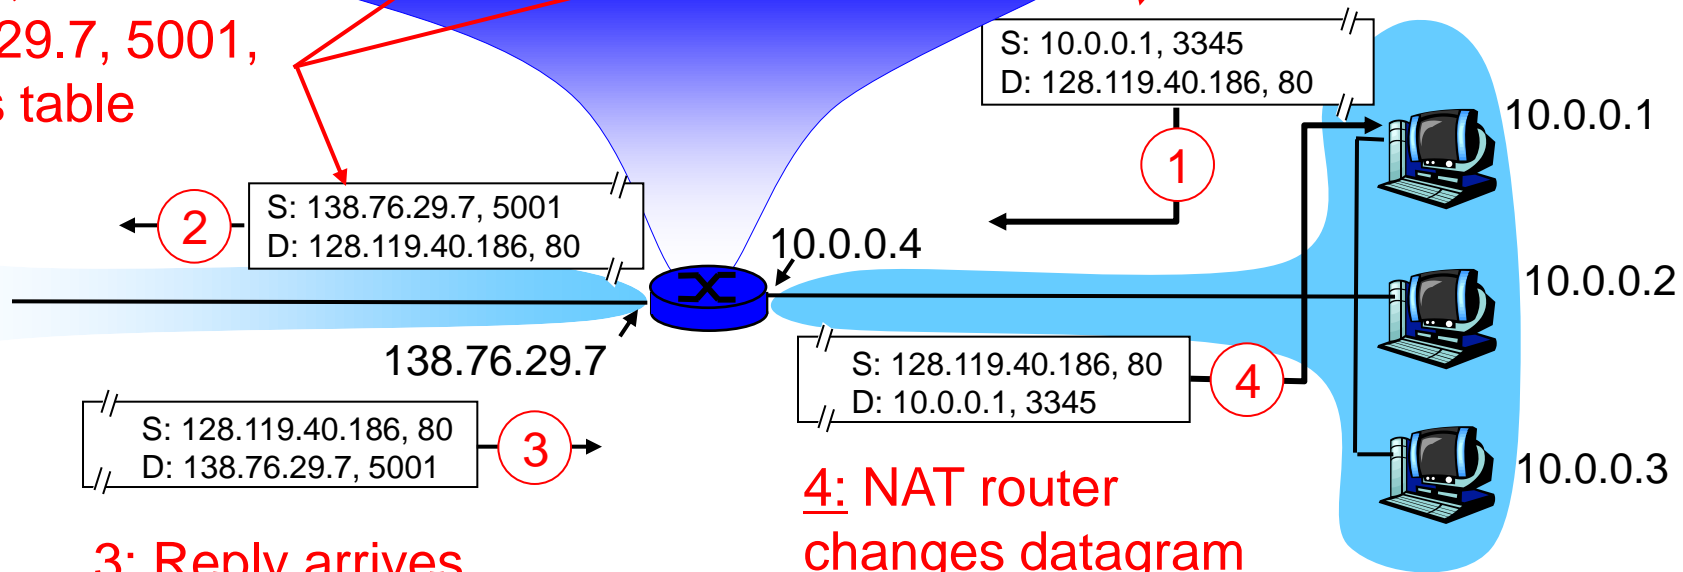 29.7, 5001,
s table
S: 10.0.0.1, 3345
D: 128.119.40.186, 80
10.0.0.1
1
2
S: 138.76.29.7, 5001
D: 128.119.40.186, 80
10.0.0.4
10.0.0.2
138.76.29.7
S: 128.119.40.186, 80
D: 10.0.0.1, 3345
4
S: 128.119.40.186, 80
D: 138.76.29.7, 5001
3
10.0.0.3
4: NAT router
changes datagram
3: Reply arrives